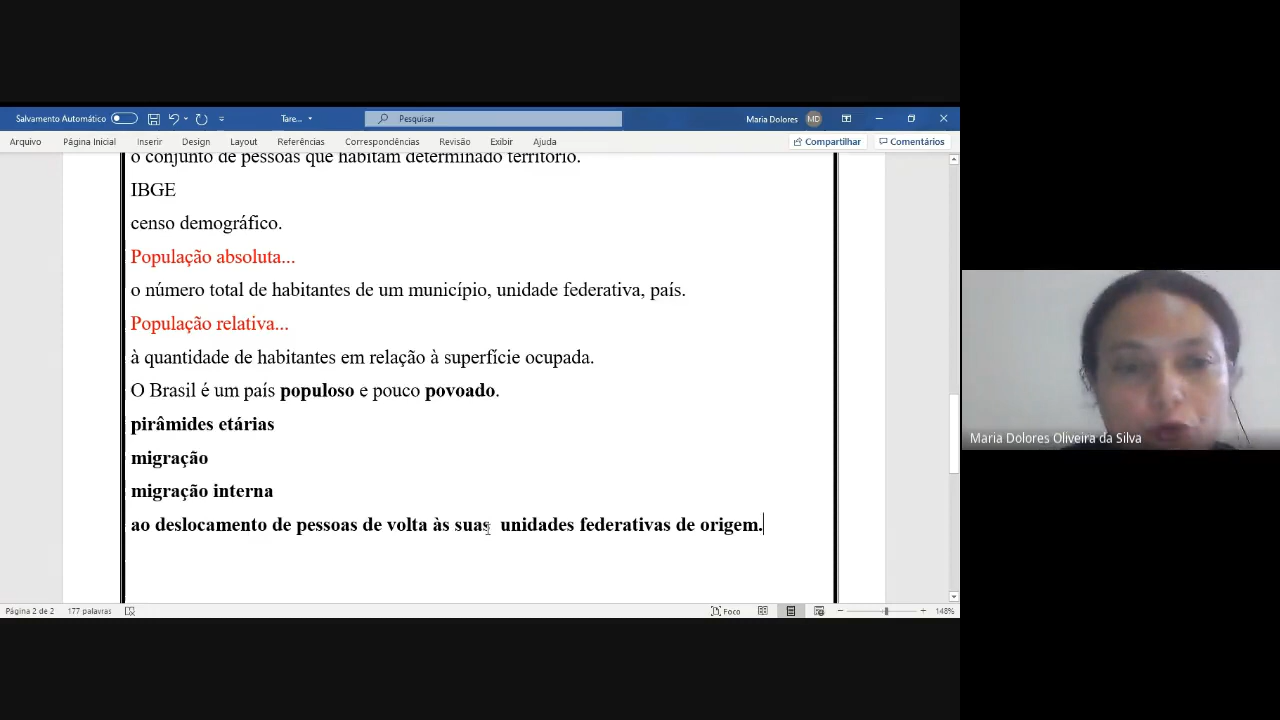 Salvamento Automático
Tare...
Pesquisar
Maria Dolores
MD
Arquivo
Página Inicial
Inserir
Design
Layout
Referências
Correspondências
Revisão
Exibir
Ajuda
Compartilhar
Comentários
o conjunto de pessoas que habitam determinado território.
IBGE
censo demográfico.
População absoluta...
o número total de habitantes de um município, unidade federativa, país.
População relativa...
à quantidade de habitantes em relação à superfície ocupada.
O Brasil é um país populoso e pouco povoado.
pirâmides etárias
migração
migração interna
ao deslocamento de pessoas de volta às suas unidades federativas de origem.
Maria Dolores Oliveira da Silva
Página 2 de 2
177 palavras
Foco
148%